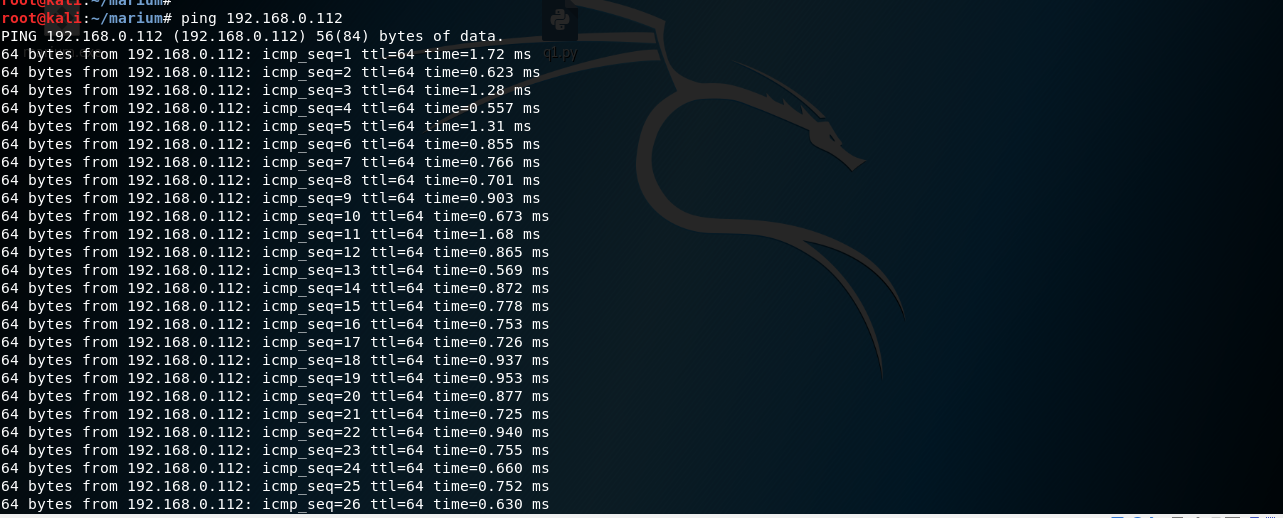 root@kali:~/marium#
root@kali:~/marium# ping 192.168.0.112
PING 192.168.0.112 (192.168.0.112) 56(84) bytes of data.
64 bytes from 192.168.0.112: icmp_seq=1 ttl=64 time=1.72 ms
q1.py
64 bytes from 192.168.0.112: icmp_seq=2 ttl=64 time=0.623 ms
64 bytes from 192.168.0.112: icmp_seq=3 ttl=64 time=1.28 ms
64 bytes from 192.168.0.112: icmp_seq=4 ttl=64 time=0.557 ms
64 bytes from 192.168.0.112: icmp_seq=5 ttl=64 time=1.31 ms
64 bytes from 192.168.0.112: icmp_seq=6 ttl=64 time=0.855 ms
64 bytes from 192.168.0.112: icmp_seq=7 ttl=64 time=0.766 ms
64 bytes from 192.168.0.112: icmp_seq=8 ttl=64 time=0.701 ms
64 bytes from 192.168.0.112: icmp_seq=9 ttl=64 time=0.903 ms
64 bytes from 192.168.0.112: icmp_seq=10 ttl=64 time=0.673 ms
64 bytes from 192.168.0.112: icmp_seq=11 ttl=64 time=1.68 ms
64 bytes from 192.168.0.112: icmp_seq=12 ttl=64 time=0.865 ms
64 bytes from 192.168.0.112: icmp_seq=13 ttl=64 time=0.569 ms
64 bytes from 192.168.0.112: icmp_seq=14 ttl=64 time=0.872 ms
64 bytes from 192.168.0.112: icmp_seq=15 ttl=64 time=0.778 ms
64 bytes from 192.168.0.112: icmp_seq=16 ttl=64 time=0.753 ms
64 bytes from 192.168.0.112: icmp_seq=17 ttl=64 time=0.726 ms
64 bytes from 192.168.0.112: icmp_seq=18 ttl=64 time=0.937 ms
64 bytes from 192.168.0.112: icmp_seq=19 ttl=64 time=0.953 ms
64 bytes from 192.168.0.112: icmp_seq=20 ttl=64 time=0.877 ms
64 bytes from 192.168.0.112: icmp_seq=21 ttl=64 time=0.725 ms
64 bytes from 192.168.0.112: icmp_seq=22 ttl=64 time=0.940 ms
64 bytes from 192.168.0.112: icmp_seq=23 ttl=64 time=0.755 ms
64 bytes from 192.168.0.112: icmp_seq=24 ttl=64 time=0.660 ms
64 bytes from 192.168.0.112: icmp_seq=25 ttl=64 time=0.752 ms
64 bytes from 192.168.0.112: icmp_seq=26 ttl=64 time=0.630 ms